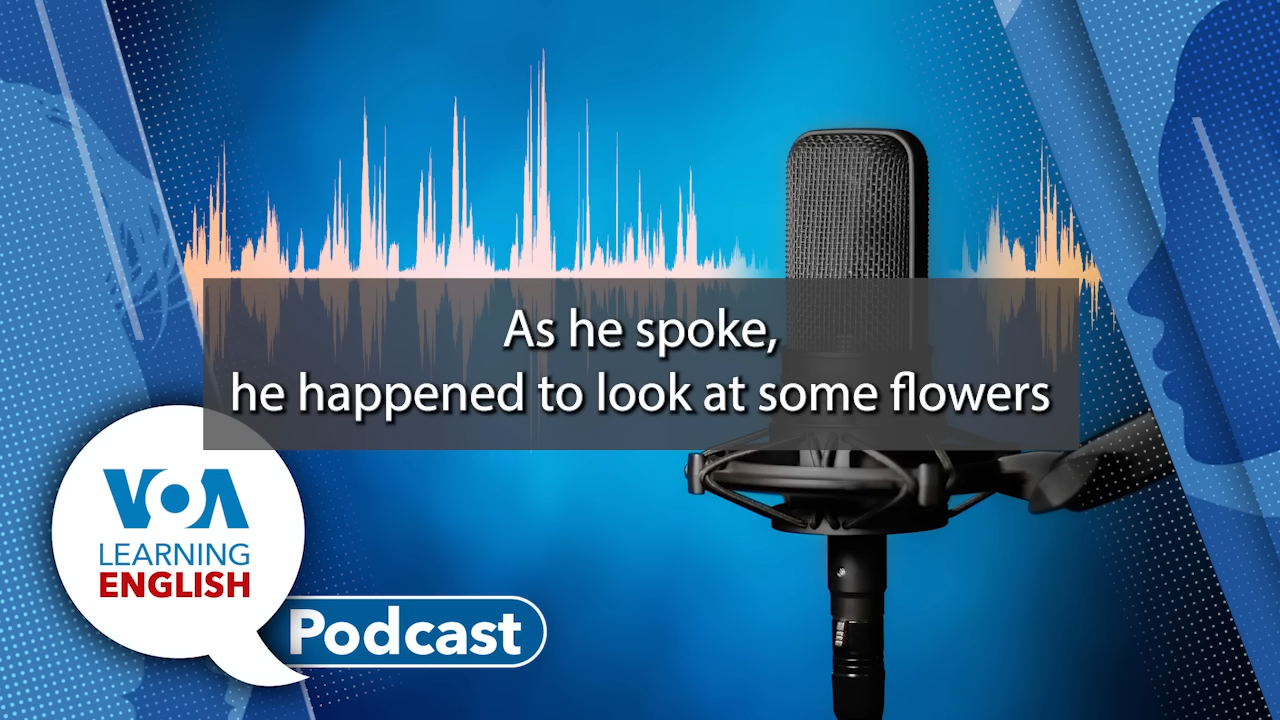 As he spoke,
he happened to look at some flowers
VOA
LEARNING
ENGLISH
Podcast